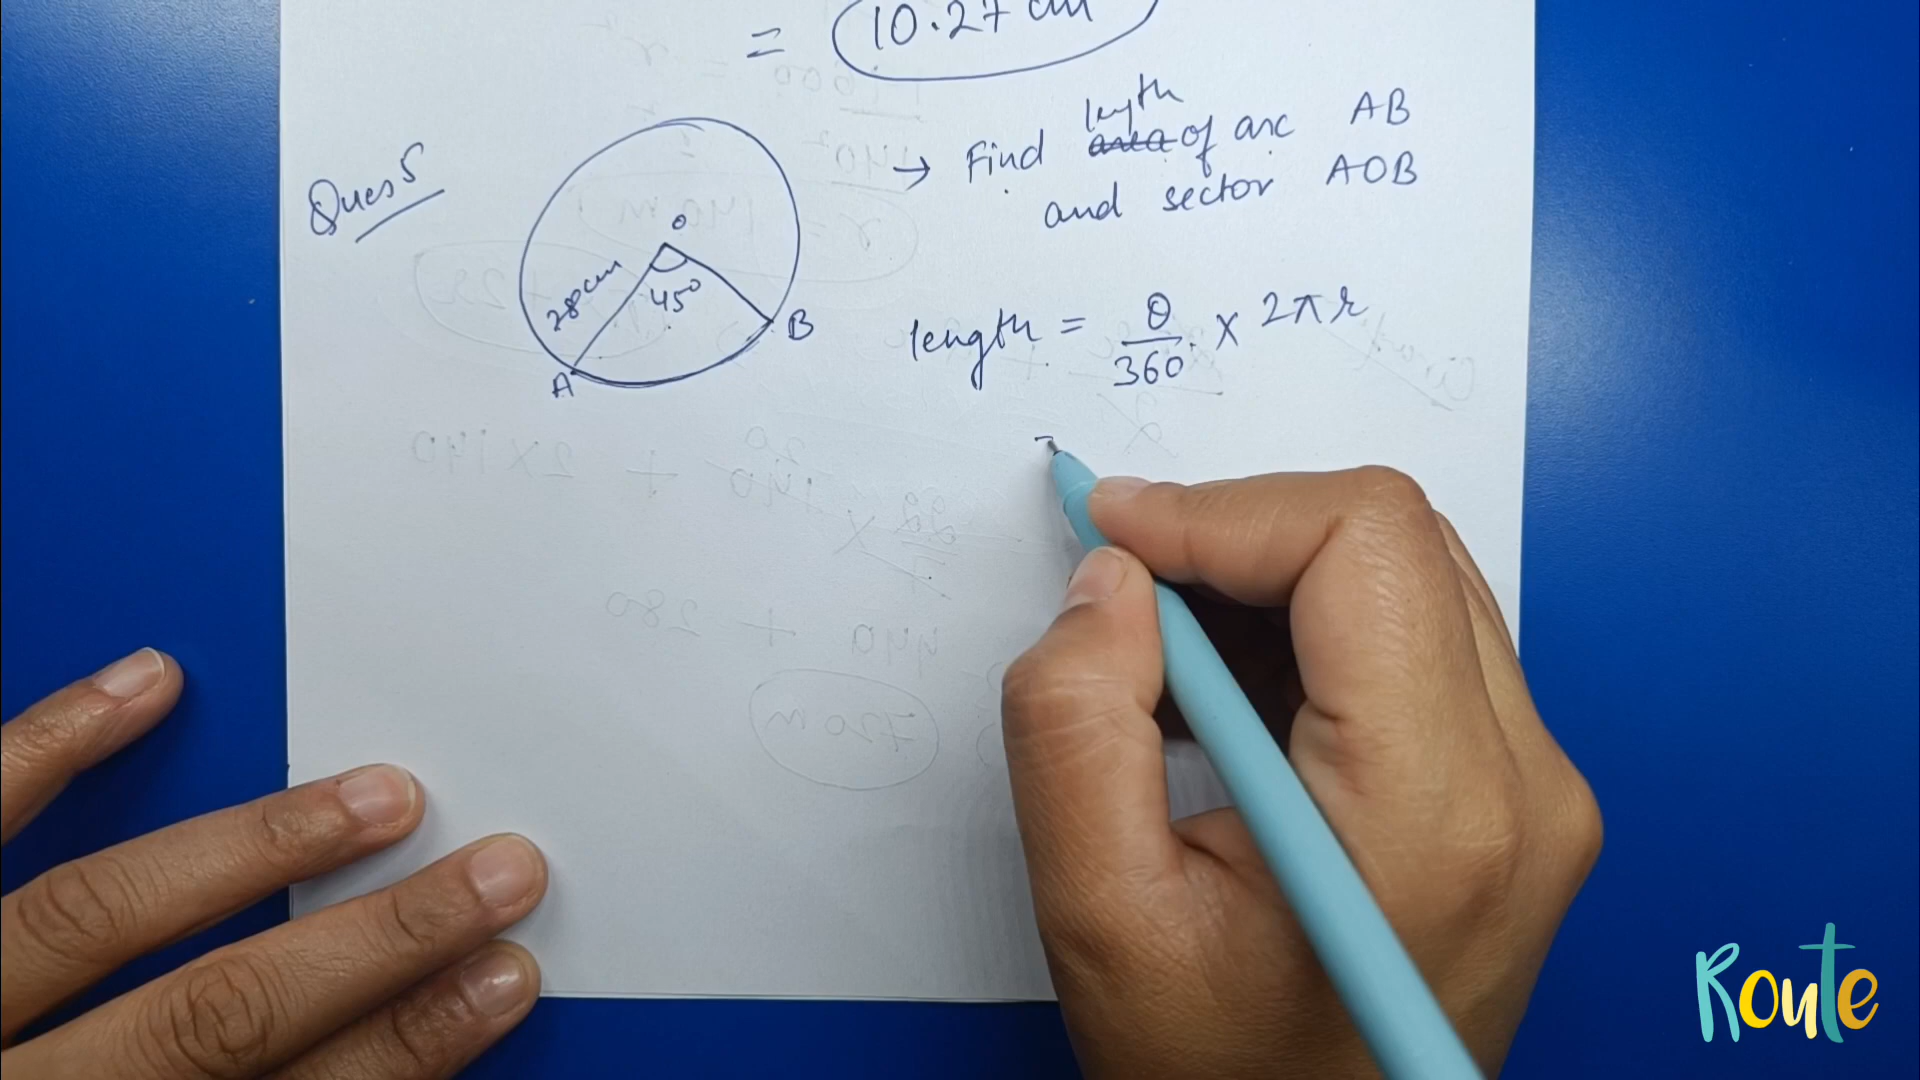 = 10.27 cm
Ques 5
→ Find area length of arc AB
and sector AOB
O
28cm
45°
A
B
length = θ/360 × 2πr
Route